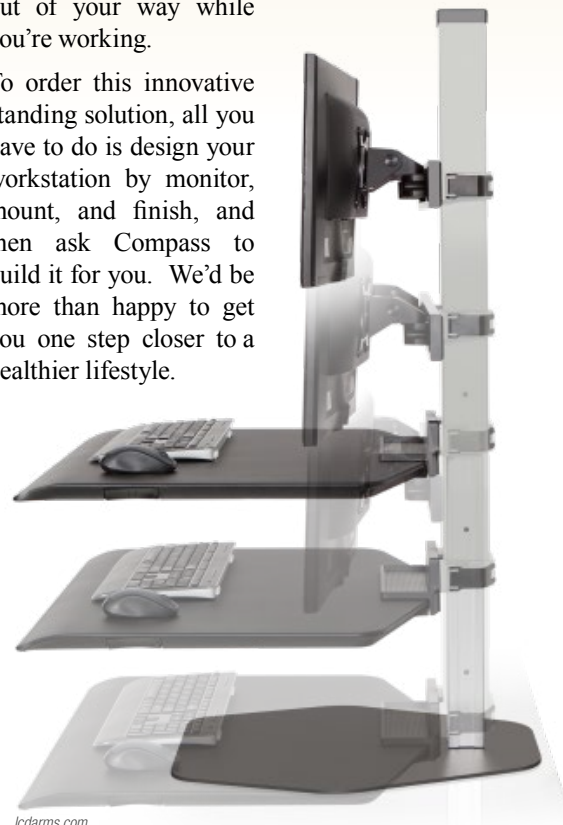 ut of your way while
ou're working.
o order this innovative
tanding solution, all you
ave to do is design your
orkstation by monitor,
ount, and finish, and
hen ask Compass to
uild it for you. We'd be
ore than happy to get
ou one step closer to a
ealthier lifestyle.
lcdarms.com